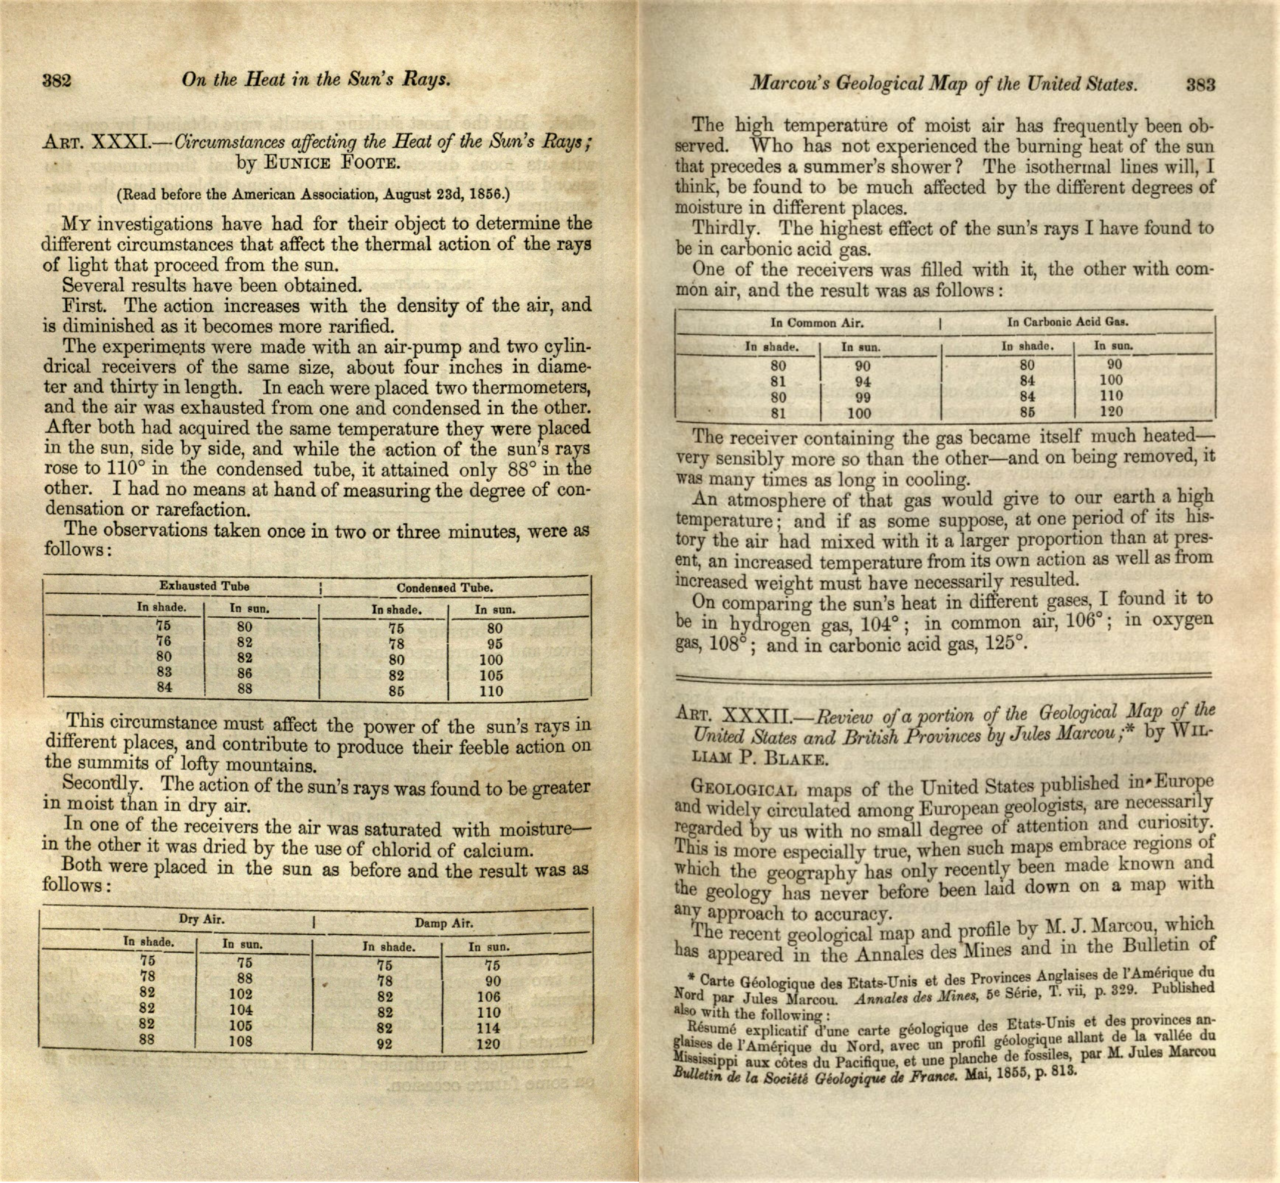 382 On the Heat in the Sun's Rays.
ART. XXXI.—Circumstances affecting the Heat of the Sun's Rays;
by EUNICE FOOTE.
(Read before the American Association, August 23d, 1856.)
MY investigations have had for their object to determine the
different circumstances that affect the thermal action of the rays
of light that proceed from the sun.
Several results have been obtained.
First. The action increases with the density of the air, and
is diminished as it becomes more rarified.
The experiments were made with an air-pump and two cylin-
drical receivers of the same size, about four inches in diame-
ter and thirty in length. In each were placed two thermometers,
and the air was exhausted from one and condensed in the other.
After both had acquired the same temperature they were placed
in the sun, side by side, and while the action of the sun's rays
rose to 110° in the condensed tube, it attained only 88° in the
other. I had no means at hand of measuring the degree of con-
densation or rarefaction.
The observations taken once in two or three minutes, were as
follows:
Exhausted Tube Condensed Tube.
In shade. In sun. In shade. In sun.
75 80 75 80
76 82 78 95
80 82 80 100
83 86 82 105
84 88 85 110
This circumstance must affect the power of the sun's rays in
different places, and contribute to produce their feeble action on
the summits of lofty mountains.
Secondly. The action of the sun's rays was found to be greater
in moist than in dry air.
In one of the receivers the air was saturated with moisture—
in the other it was dried by the use of chlorid of calcium.
Both were placed in the sun as before and the result was as
follows:
Dry Air. Damp Air.
In shade. In sun. In shade. In sun.
75 75 75 75
78 88 78 90
82 102 82 106
82 104 82 110
82 105 82 114
88 108 92 120
Marcou's Geological Map of the United States. 383
The high temperature of moist air has frequently been ob-
served. Who has not experienced the burning heat of the sun
that precedes a summer's shower? The isothermal lines will, I
think, be found to be much affected by the different degrees of
moisture in different places.
Thirdly. The highest effect of the sun's rays I have found to
be in carbonic acid gas.
One of the receivers was filled with it, the other with com-
mon air, and the result was as follows:
In Common Air. In Carbonic Acid Gas.
In shade. In sun. In shade. In sun.
80 90 80 90
81 94 84 100
80 99 84 110
81 100 85 120
The receiver containing the gas became itself much heated—
very sensibly more so than the other—and on being removed, it
was many times as long in cooling.
An atmosphere of that gas would give to our earth a high
temperature; and if as some suppose, at one period of its his-
tory the air had mixed with it a larger proportion than at pres-
ent, an increased temperature from its own action as well as from
increased weight must have necessarily resulted.
On comparing the sun's heat in different gases, I found it to
be in hydrogen gas, 104°; in common air, 106°; in oxygen
gas, 108°; and in carbonic acid gas, 125°.
ART. XXXII.—Review of a portion of the Geological Map of the
United States and British Provinces by Jules Marcou;* by WIL-
LIAM P. BLAKE.
GEOLOGICAL maps of the United States published in Europe
and widely circulated among European geologists, are necessarily
regarded by us with no small degree of attention and curiosity.
This is more especially true, when such maps embrace regions of
which the geography has only recently been made known and
the geology has never before been laid down on a map with
any approach to accuracy.
The recent geological map and profile by M. J. Marcou, which
has appeared in the Annales des Mines and in the Bulletin of
* Carte Géologique des Etats-Unis et des Provinces Anglaises de l'Amérique du
Nord par Jules Marcou. Annales des Mines, 5e Série, T. vii, p. 329. Published
also with the following:
Résumé explicatif d'une carte géologique des Etats-Unis et des provinces an-
glaises de l'Amérique du Nord, avec un profil géologique allant de la vallée du
Mississippi aux côtes du Pacifique, et une planche de fossiles, par M. Jules Marcou
Bulletin de la Société Géologique de France. Mai, 1855, p. 813.